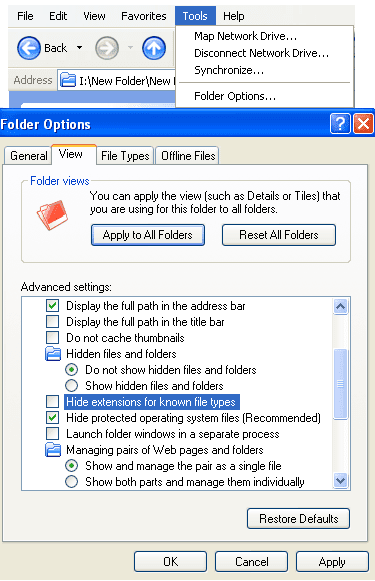 File Edit View Favorites Tools Help
Map Network Drive...
Back
Disconnect Network Drive...
Synchronize...
Address I:\New Folder\New
Folder Options...
Folder Options
General View File Types Offline Files
Folder views
You can apply the view (such as Details or Tiles) that
you are using for this folder to all folders.
Apply to All Folders Reset All Folders
Advanced settings:
Display the full path in the address bar
Display the full path in the title bar
Do not cache thumbnails
Hidden files and folders
Do not show hidden files and folders
Show hidden files and folders
Hide extensions for known file types
Hide protected operating system files (Recommended)
Launch folder windows in a separate process
Managing pairs of Web pages and folders
Show and manage the pair as a single file
Show both parts and manage them individually
Restore Defaults
OK Cancel Apply